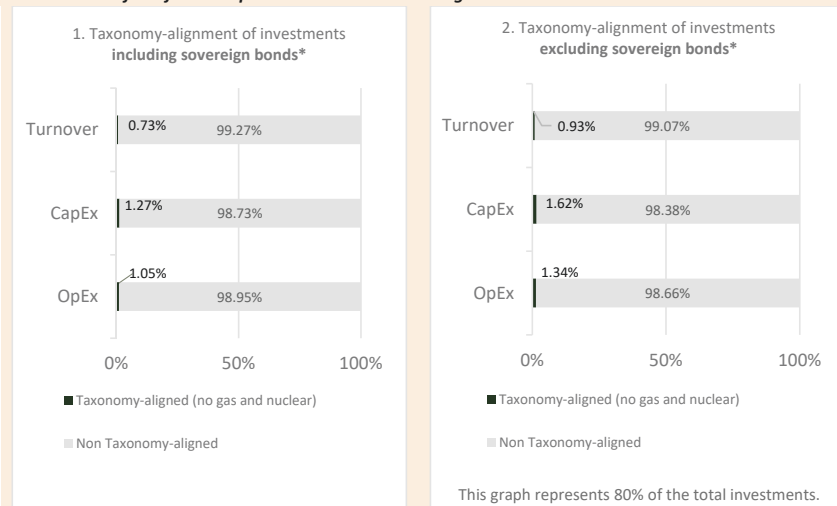 1. Taxonomy-alignment of investments
including sovereign bonds*
Turnover
0.73%
99.27%
CapEx
1.27%
98.73%
OpEx
1.05%
98.95%
0%
50%
100%
Taxonomy-aligned (no gas and nuclear)
Non Taxonomy-aligned
2. Taxonomy-alignment of investments
excluding sovereign bonds*
Turnover
0.93%
99.07%
CapEx
1.62%
98.38%
OpEx
1.34%
98.66%
0%
50%
100%
Taxonomy-aligned (no gas and nuclear)
Non Taxonomy-aligned
This graph represents 80% of the total investments.